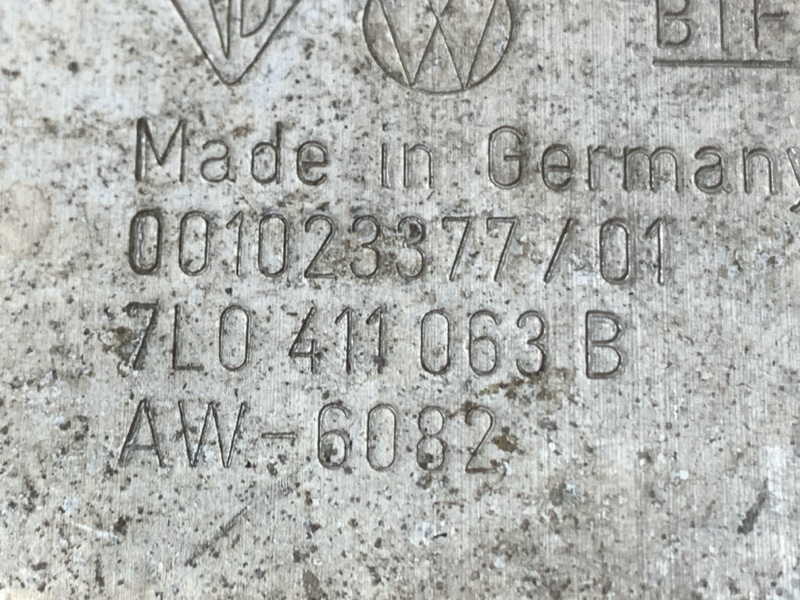 Made in Germany
001023377/01
7L0 411 063 B
AW-6082